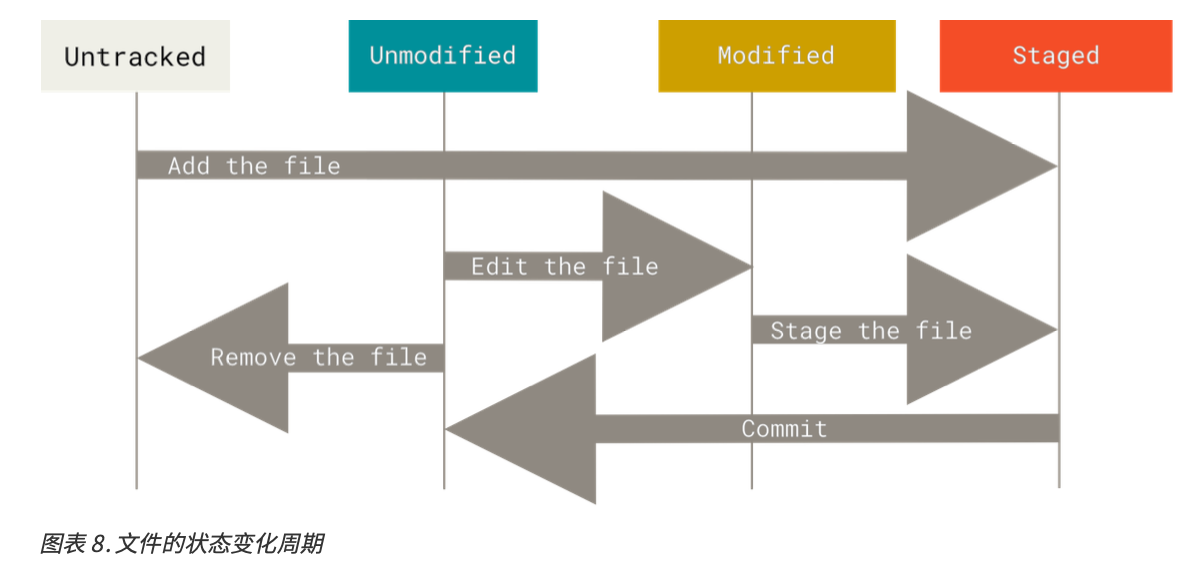 Untracked
Unmodified
Modified
Staged
Add the file
Edit the file
Stage the file
Remove the file
Commit
图表 8. 文件的状态变化周期